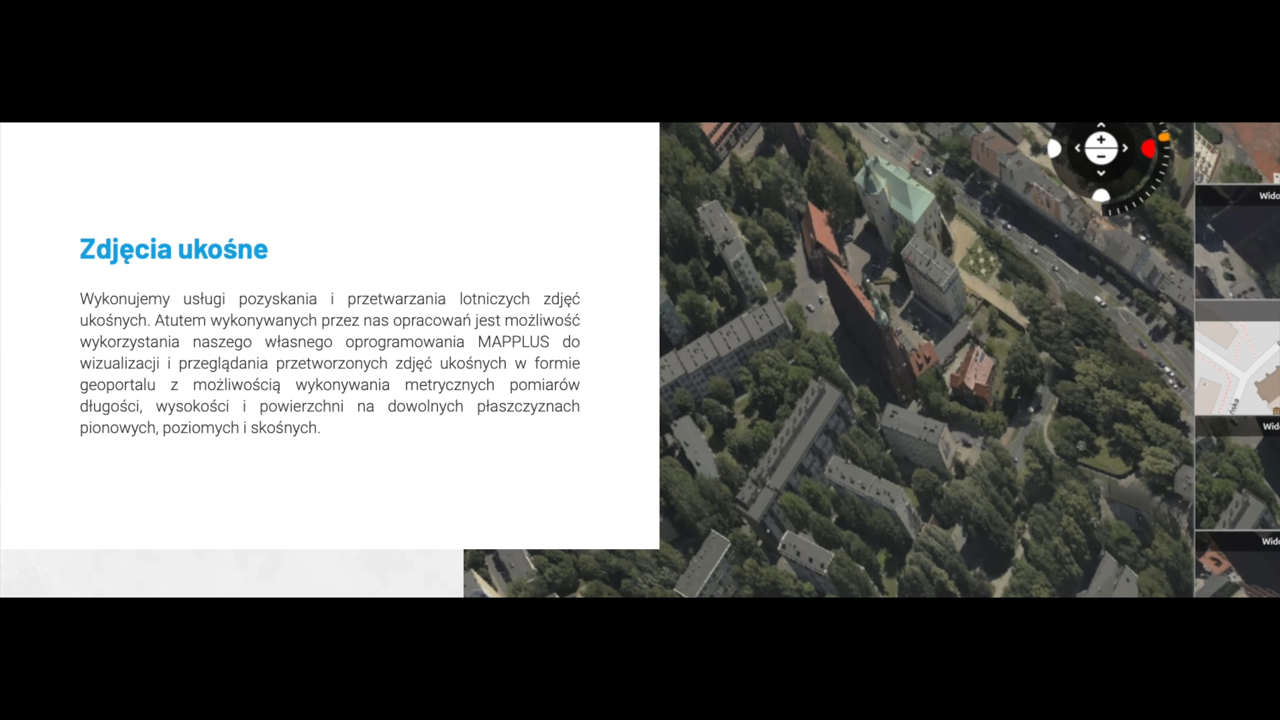 Zdjęcia ukośne
Wykonujemy usługi pozyskania i przetwarzania lotniczych zdjęć
ukośnych. Atutem wykonywanych przez nas opracowań jest możliwość
wykorzystania naszego własnego oprogramowania MAPPLUS do
wizualizacji i przeglądania przetworzonych zdjęć ukośnych w formie
geoportalu z możliwością wykonywania metrycznych pomiarów
długości, wysokości i powierzchni na dowolnych płaszczyznach
pionowych, poziomych i skośnych.